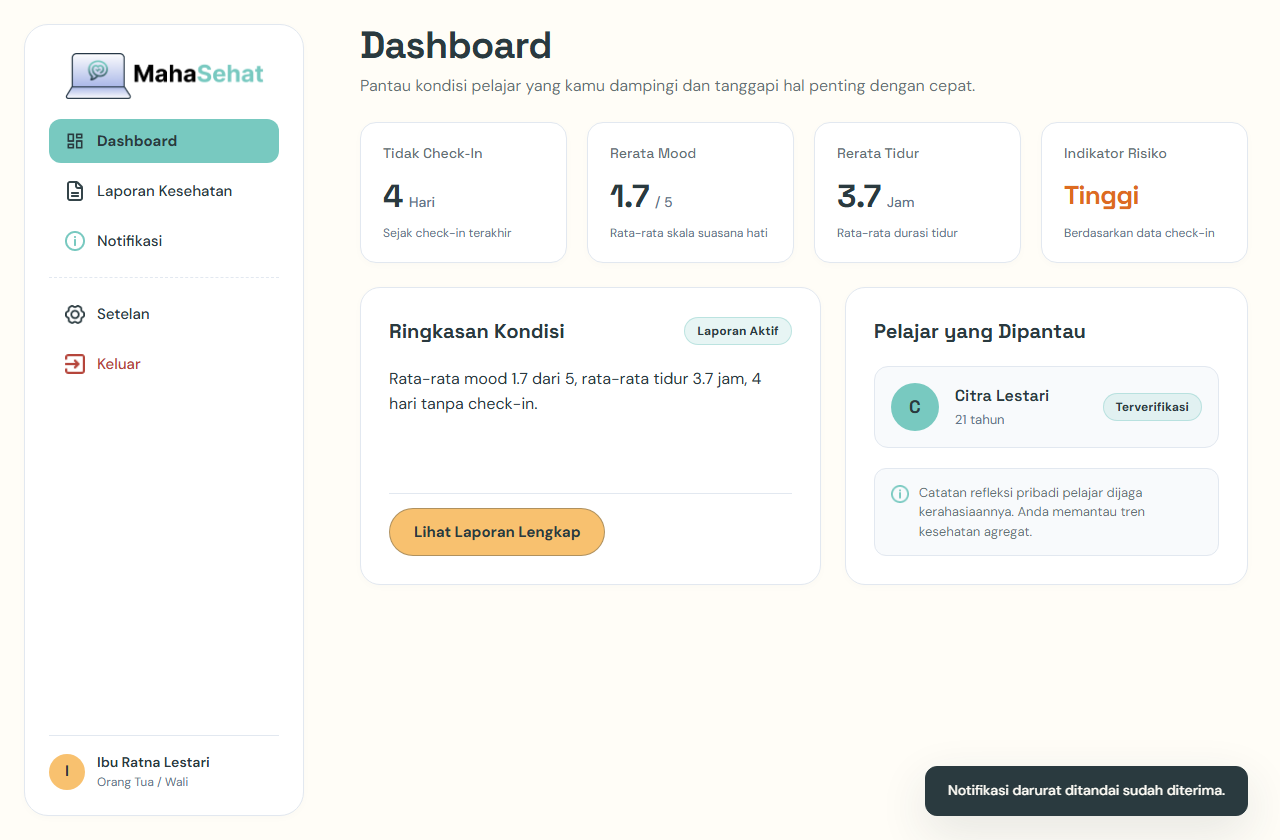 MahaSehat
Dashboard
Laporan Kesehatan
Notifikasi
Setelan
Keluar
I
Ibu Ratna Lestari
Orang Tua / Wali
Dashboard
Pantau kondisi pelajar yang kamu dampingi dan tanggapi hal penting dengan cepat.
Tidak Check-In
4 Hari
Sejak check-in terakhir
Rerata Mood
1.7 / 5
Rata-rata skala suasana hati
Rerata Tidur
3.7 Jam
Rata-rata durasi tidur
Indikator Risiko
Tinggi
Berdasarkan data check-in
Ringkasan Kondisi
Laporan Aktif
Rata-rata mood 1.7 dari 5, rata-rata tidur 3.7 jam, 4
hari tanpa check-in.
Lihat Laporan Lengkap
Pelajar yang Dipantau
C
Citra Lestari
21 tahun
Terverifikasi
Catatan refleksi pribadi pelajar dijaga
kerahasiaannya. Anda memantau tren
kesehatan agregat.
Notifikasi darurat ditandai sudah diterima.